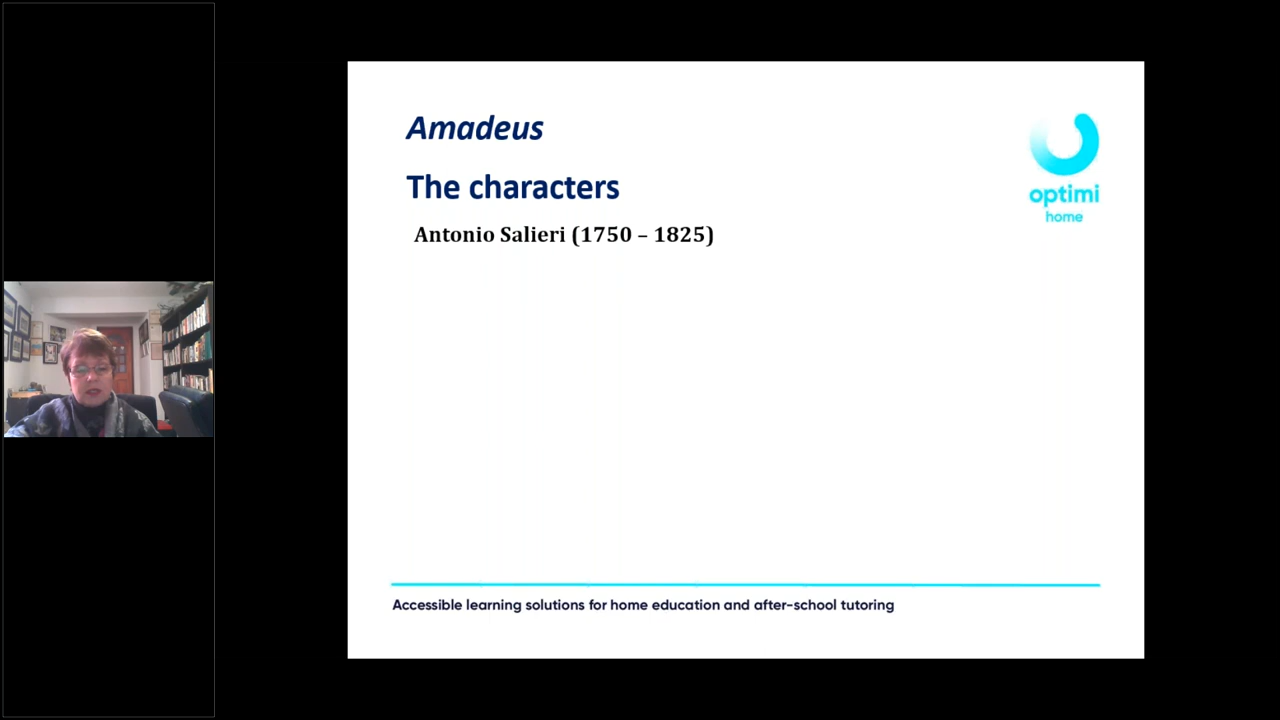 Amadeus
The characters
Antonio Salieri (1750 – 1825)
optimi
home
Accessible learning solutions for home education and after-school tutoring